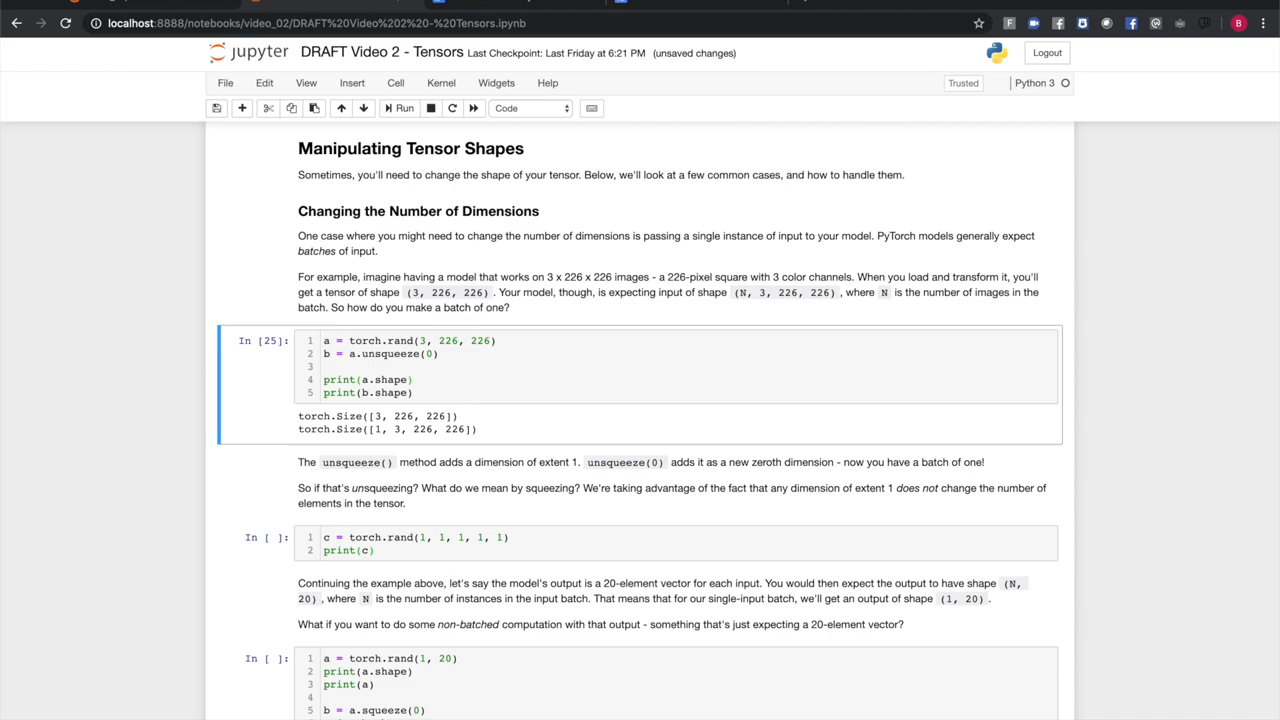 localhost:8888/notebooks/video_02/DRAFT%20Video%202%20-%20Tensors.ipynb
B
jupyter DRAFT Video 2 - Tensors Last Checkpoint: Last Friday at 6:21 PM (unsaved changes) Logout
File Edit View Insert Cell Kernel Widgets Help Trusted Python 3
Run Code
Manipulating Tensor Shapes
Sometimes, you'll need to change the shape of your tensor. Below, we'll look at a few common cases, and how to handle them.
Changing the Number of Dimensions
One case where you might need to change the number of dimensions is passing a single instance of input to your model. PyTorch models generally expect
batches of input.
For example, imagine having a model that works on 3 x 226 x 226 images - a 226-pixel square with 3 color channels. When you load and transform it, you'll
get a tensor of shape (3, 226, 226) . Your model, though, is expecting input of shape (N, 3, 226, 226) , where N is the number of images in the
batch. So how do you make a batch of one?
In [25]: 1 a = torch.rand(3, 226, 226)
2 b = a.unsqueeze(0)
3
4 print(a.shape)
5 print(b.shape)
torch.Size([3, 226, 226])
torch.Size([1, 3, 226, 226])
The unsqueeze() method adds a dimension of extent 1. unsqueeze(0) adds it as a new zeroth dimension - now you have a batch of one!
So if that's unsqueezing? What do we mean by squeezing? We're taking advantage of the fact that any dimension of extent 1 does not change the number of
elements in the tensor.
In [ ]: 1 c = torch.rand(1, 1, 1, 1, 1)
2 print(c)
Continuing the example above, let's say the model's output is a 20-element vector for each input. You would then expect the output to have shape (N,
20) , where N is the number of instances in the input batch. That means that for our single-input batch, we'll get an output of shape (1, 20) .
What if you want to do some non-batched computation with that output - something that's just expecting a 20-element vector?
In [ ]: 1 a = torch.rand(1, 20)
2 print(a.shape)
3 print(a)
4
5 b = a.squeeze(0)